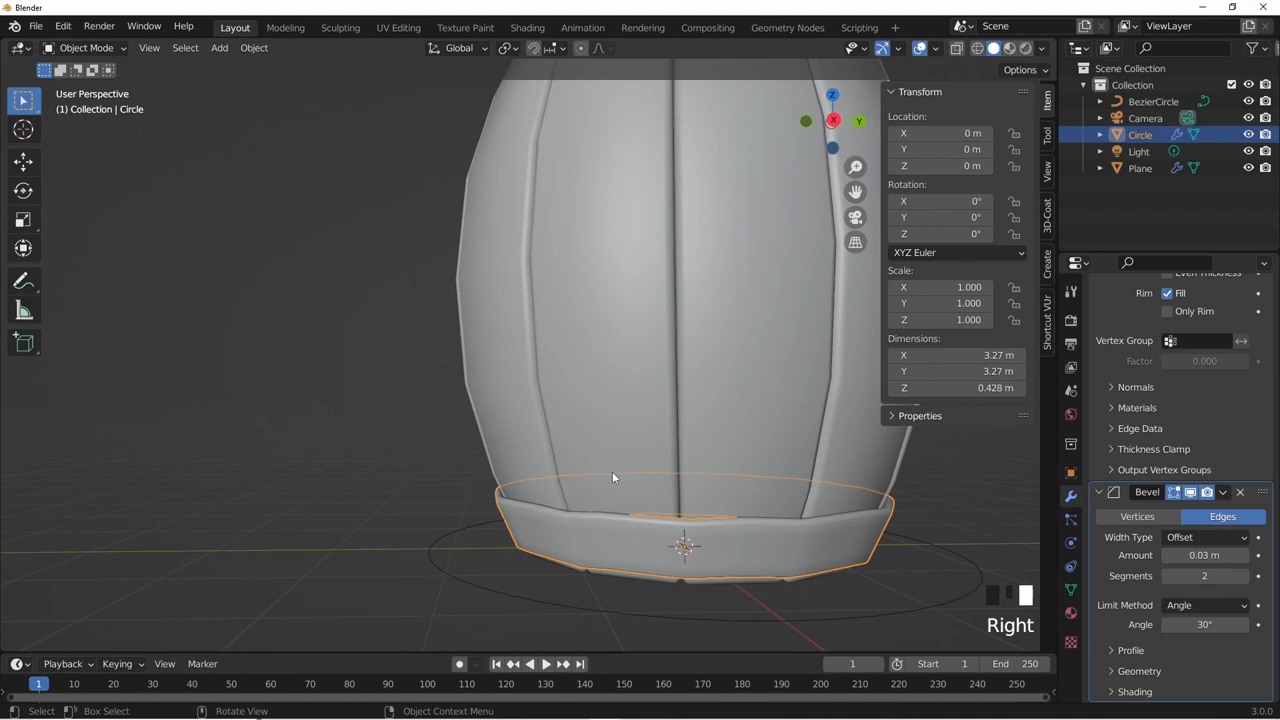 Blender
File Edit Render Window Help Layout Modeling Sculpting UV Editing Texture Paint Shading Animation Rendering Compositing Geometry Nodes Scripting + Scene ViewLayer
Object Mode View Select Add Object Global
Options
User Perspective
(1) Collection | Circle
Transform
Location:
X 0 m
Y 0 m
Z 0 m
Rotation:
X 0°
Y 0°
Z 0°
XYZ Euler
Scale:
X 1.000
Y 1.000
Z 1.000
Dimensions:
X 3.27 m
Y 3.27 m
Z 0.428 m
Properties
Z
X
Y
Item
Tool
View
3D-Coat
Create
Shortcut VUr
Scene Collection
Collection
BezierCircle
Camera
Circle
Light
Plane
Even Thickness
Rim Fill
Only Rim
Vertex Group
Factor 0.000
Normals
Materials
Edge Data
Thickness Clamp
Output Vertex Groups
Bevel
Vertices Edges
Width Type Offset
Amount 0.03 m
Segments 2
Limit Method Angle
Angle 30°
Profile
Geometry
Shading
Right
Playback Keying View Marker 1 Start 1 End 250
1 10 20 30 40 50 60 70 80 90 100 110 120 130 140 150 160 170 180 190 200 210 220 230 240 250
Select Box Select Rotate View Object Context Menu 3.0.0